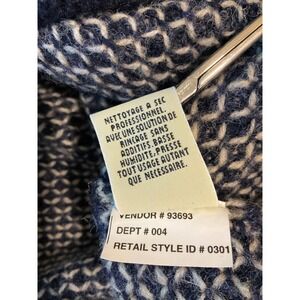 NETTOYAGE A SEC
PROFESSIONNEL.
AVEC UNE SOLUTION DE
RINCAGE SANS
ADDITIFS. BASSE
HUMIDITE. PRESSE
TOUT USAGE AUTANT
QUE NECESSAIRE.
VENDOR # 93693
DEPT # 004
RETAIL STYLE ID # 0301